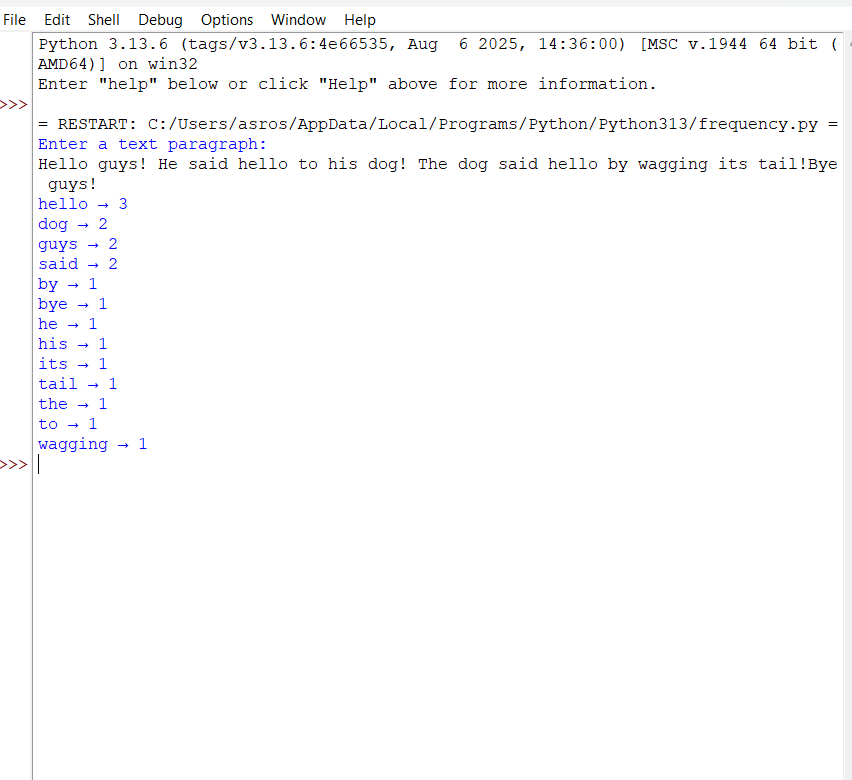 File Edit Shell Debug Options Window Help
Python 3.13.6 (tags/v3.13.6:4e66535, Aug  6 2025, 14:36:00) [MSC v.1944 64 bit (
AMD64)] on win32
Enter "help" below or click "Help" above for more information.
>>>
= RESTART: C:/Users/asros/AppData/Local/Programs/Python/Python313/frequency.py =
Enter a text paragraph:
Hello guys! He said hello to his dog! The dog said hello by wagging its tail!Bye
 guys!
hello → 3
dog → 2
guys → 2
said → 2
by → 1
bye → 1
he → 1
his → 1
its → 1
tail → 1
the → 1
to → 1
wagging → 1
>>>